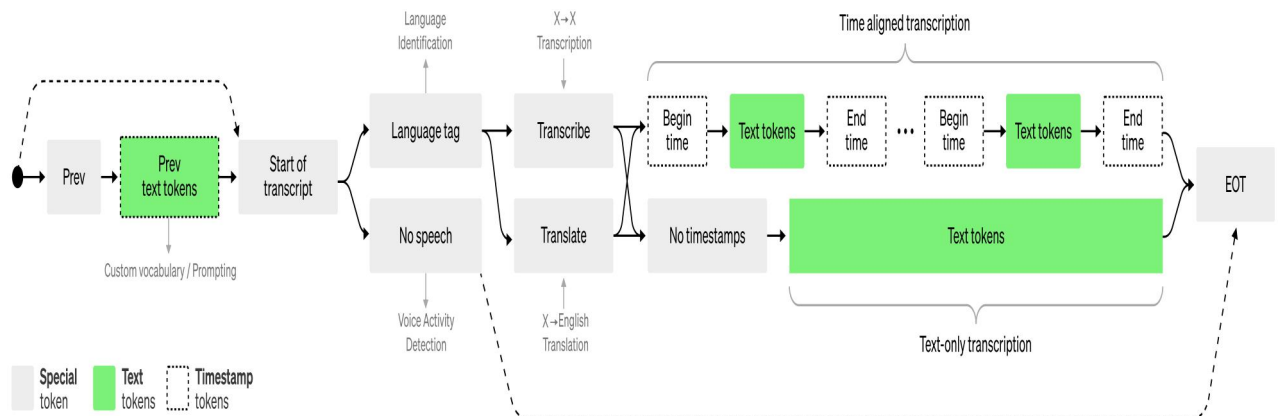 Language
Identification
X→X
Transcription
Time aligned transcription
Prev
Prev
text tokens
Start of
transcript
Language tag
Transcribe
Begin
time
Text tokens
End
time
•••
Begin
time
Text tokens
End
time
EOT
No speech
Translate
No timestamps
Text tokens
Custom vocabulary / Prompting
Voice Activity
Detection
X→English
Translation
Text-only transcription
Special
token
Text
tokens
Timestamp
tokens